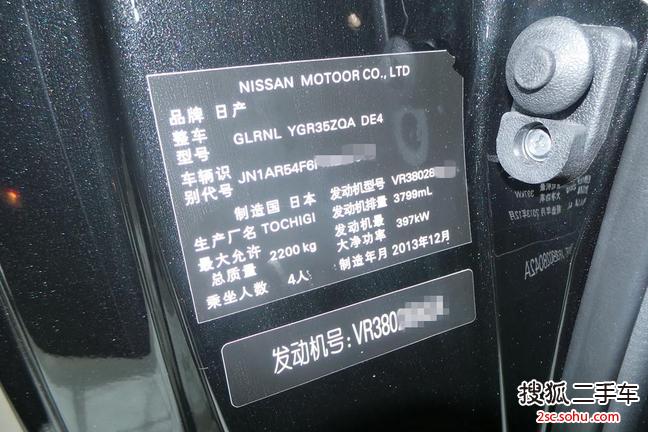 NISSAN MOTOOR CO., LTD
品牌 日产
整车型号 GLRNL YGR35ZQA DE4
车辆识别代号 JN1AR54F6
制造国 日本 发动机型号 VR38028
生产厂名 TOCHIGI 发动机排量 3799mL
最大允许总质量 2200kg 发动机最大净功率 397kW
乘坐人数 4人 制造年月 2013年12月
发动机号: VR380
搜狐 二手车
2sc.sohu.com